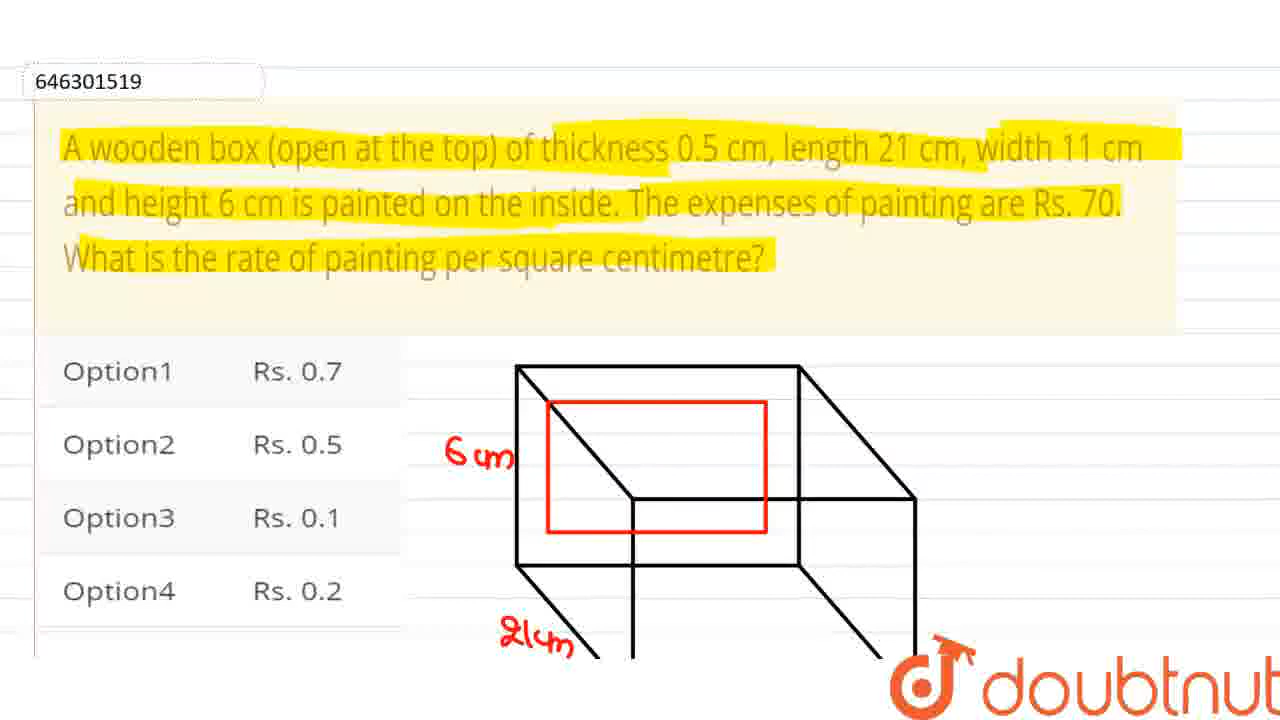 646301519
A wooden box (open at the top) of thickness 0.5 cm, length 21 cm, width 11 cm
and height 6 cm is painted on the inside. The expenses of painting are Rs. 70.
What is the rate of painting per square centimetre?
Option1 Rs. 0.7
Option2 Rs. 0.5
Option3 Rs. 0.1
Option4 Rs. 0.2
6 cm
21cm
doubtnut